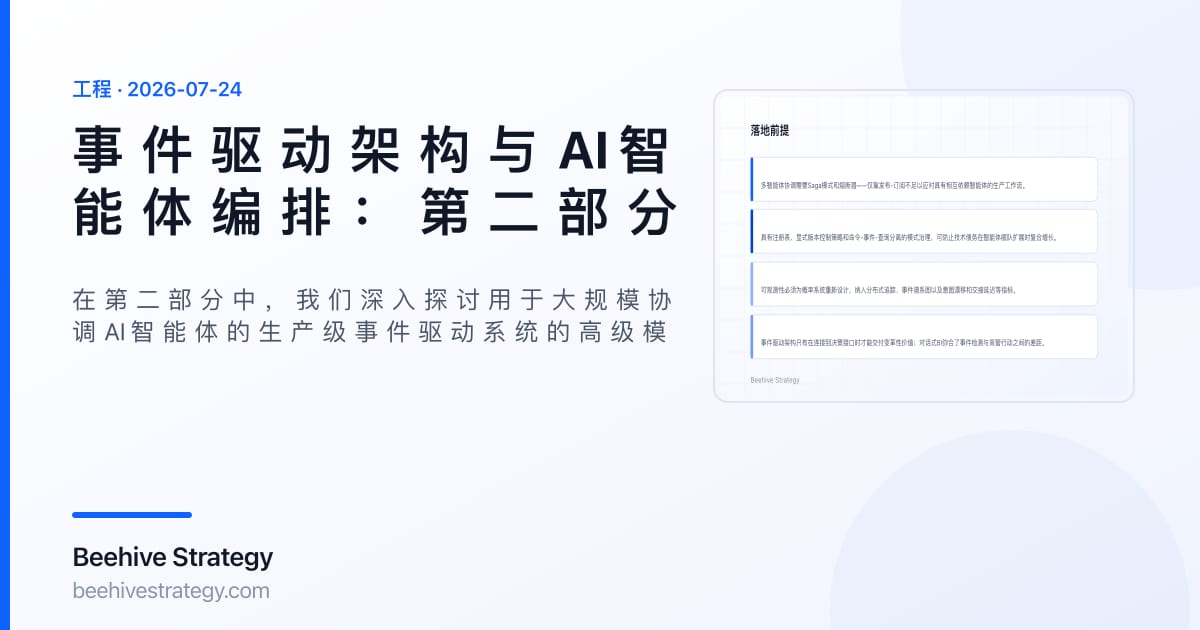 工程 · 2026-07-24
事件驱动架构与AI智
能体编排：第二部分
在第二部分中，我们深入探讨用于大规模协
调AI智能体的生产级事件驱动系统的高级模
落地前提
多智能体协调需要Saga模式和熔断器——仅靠发布-订阅不足以应对具有相互依赖智能体的生产工作流。
具有注册表、显式版本控制策略和命令-事件-查询分离的模式治理，可防止技术债务在智能体舰队扩展时复合增长。
可观测性必须为概率系统重新设计，纳入分布式追踪、事件谱系图以及意图漂移和交接延迟等指标。
事件驱动架构只有在连接到决策接口时才能交付变革性价值：对话式BI弥合了事件检测与高管行动之间的差距。
Beehive Strategy
Beehive Strategy
beehivestrategy.com